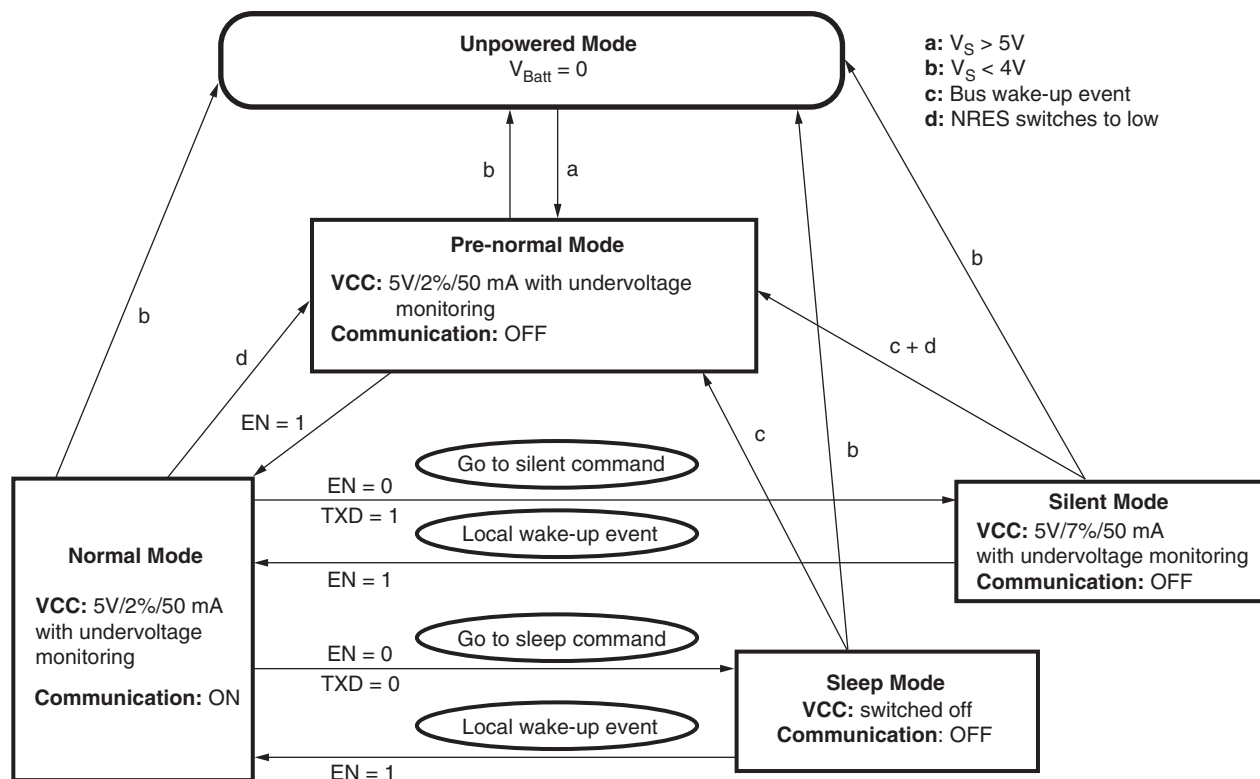 Unpowered Mode
V_Batt = 0
a: V_S > 5V
b: V_S < 4V
c: Bus wake-up event
d: NRES switches to low
b
a
Pre-normal Mode
VCC: 5V/2%/50 mA with undervoltage
monitoring
Communication: OFF
b
d
b
c + d
EN = 1
c
b
Go to silent command
EN = 0
TXD = 1
Local wake-up event
EN = 1
Silent Mode
VCC: 5V/7%/50 mA
with undervoltage monitoring
Communication: OFF
Normal Mode
VCC: 5V/2%/50 mA
with undervoltage
monitoring
Communication: ON
Go to sleep command
EN = 0
TXD = 0
Local wake-up event
EN = 1
Sleep Mode
VCC: switched off
Communication: OFF